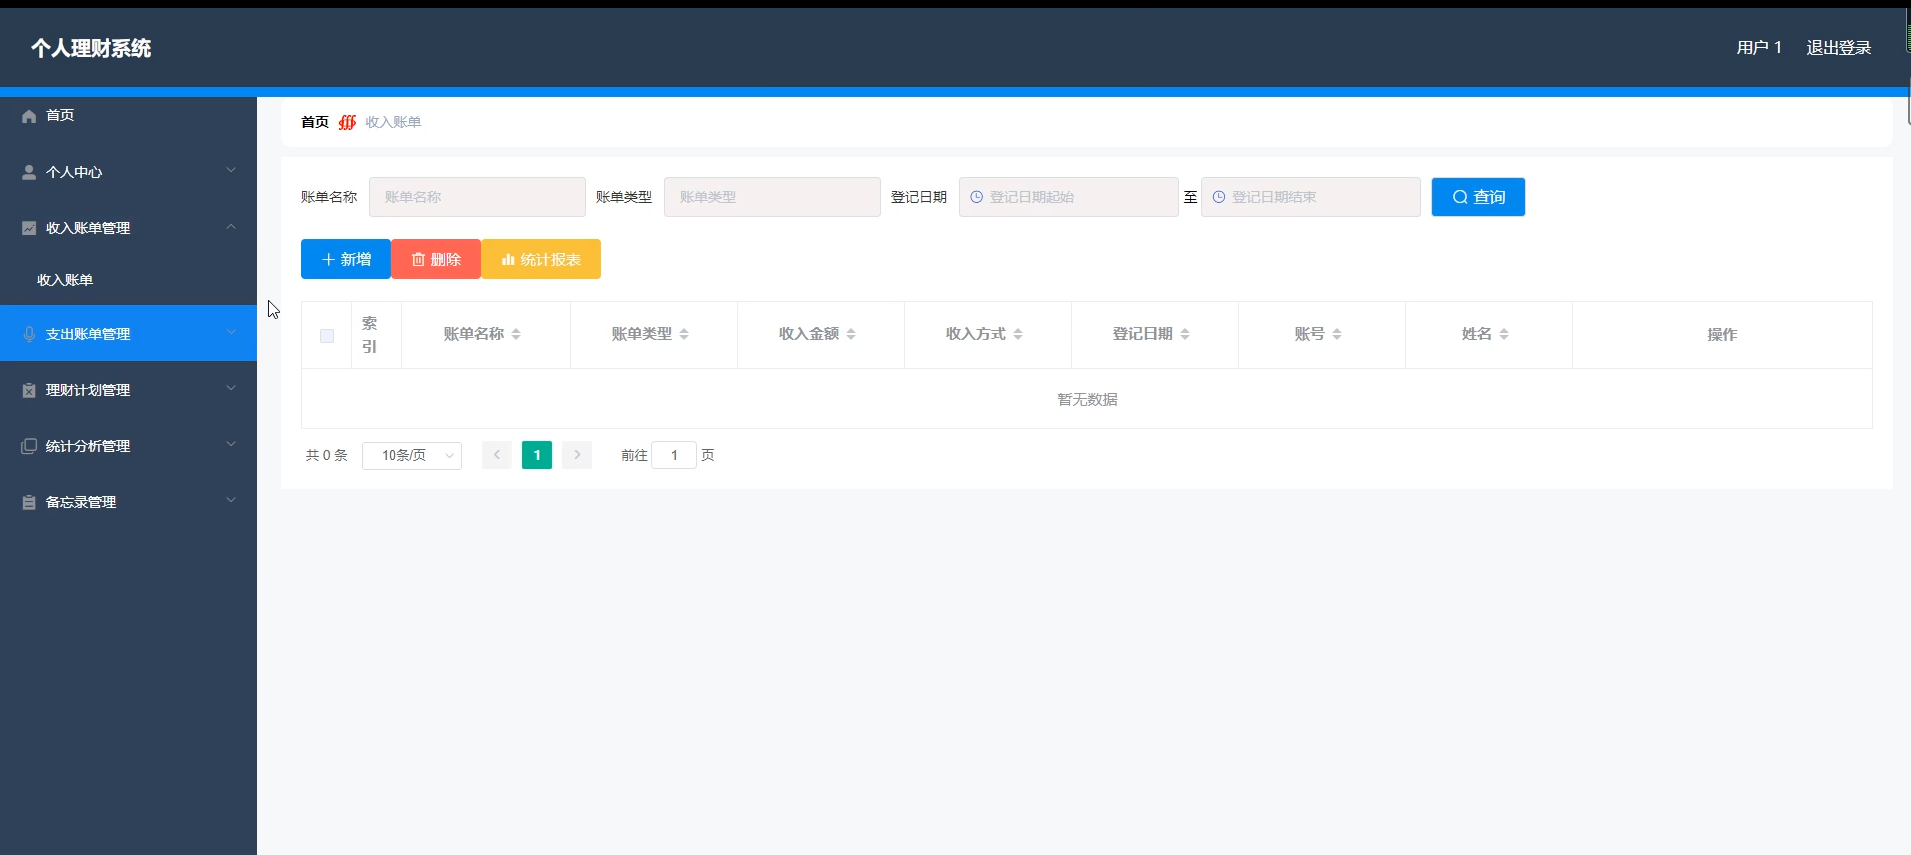 个人理财系统
用户 1 退出登录
首页
个人中心
收入账单管理
收入账单
支出账单管理
理财计划管理
统计分析管理
备忘录管理
首页 收入账单
账单名称 账单名称 账单类型 账单类型 登记日期 登记日期起始 至 登记日期结束 查询
新增 删除 统计报表
索引 账单名称 账单类型 收入金额 收入方式 登记日期 账号 姓名 操作
暂无数据
共 0 条 10条/页 1 前往 1 页